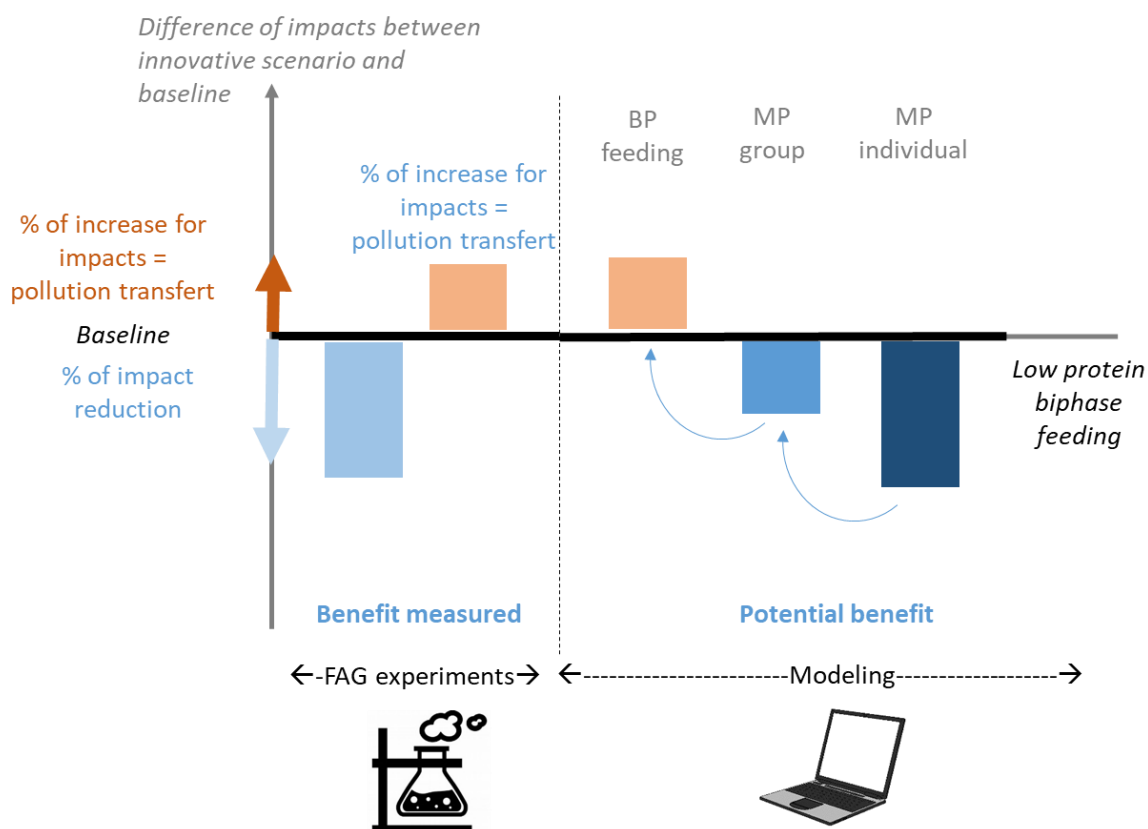 Difference of impacts between
innovative scenario and
baseline
BP
feeding
MP
group
MP
individual
% of increase for
impacts =
pollution transfert
% of increase for
impacts =
pollution transfert
Baseline
% of impact
reduction
Low protein
biphase
feeding
Benefit measured
Potential benefit
←-FAG experiments→
←----------------------Modeling------------------→